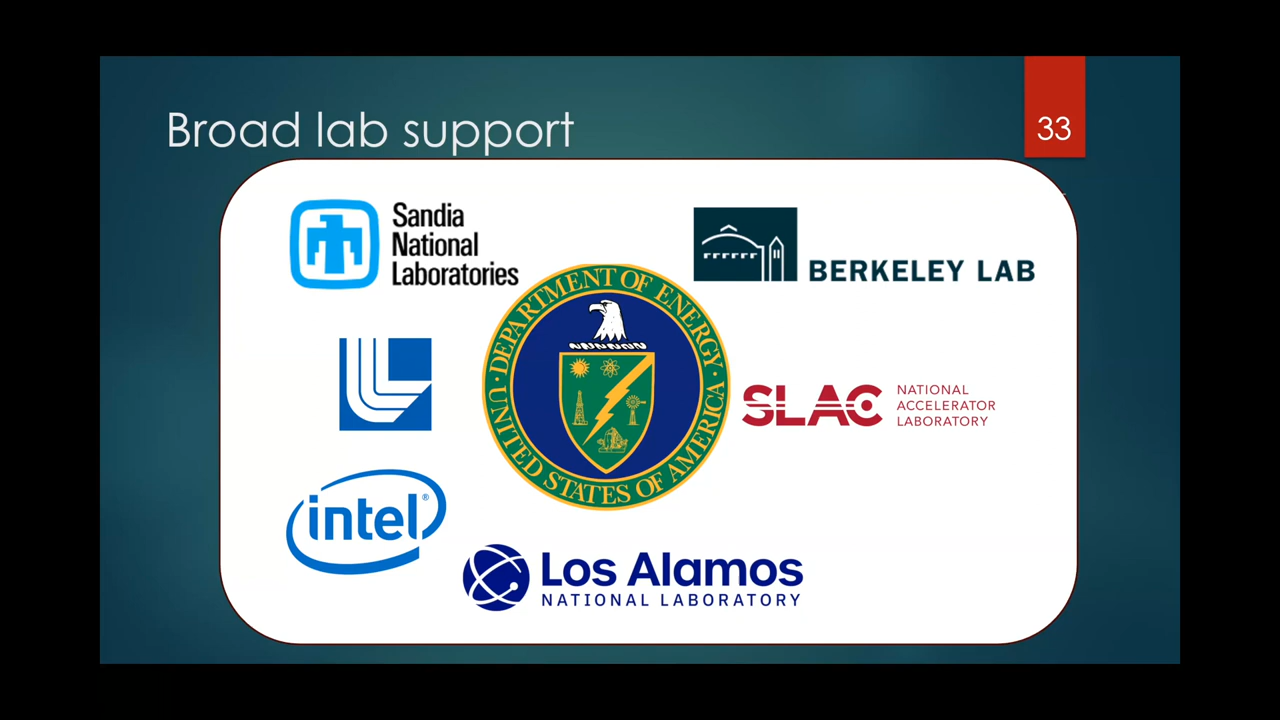 Broad lab support
33
Sandia
National
Laboratories
BERKELEY LAB
·DEPARTMENT OF ENERGY·
UNITED STATES OF AMERICA
SLAC
NATIONAL
ACCELERATOR
LABORATORY
intel®
Los Alamos
NATIONAL LABORATORY